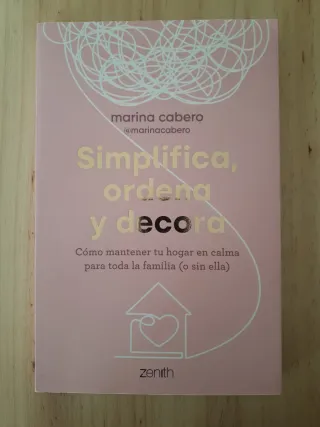 marina cabero
@marinacabero
Simplifica,
ordena
y decora
Cómo mantener tu hogar en calma
para toda la familia (o sin ella)
zenith